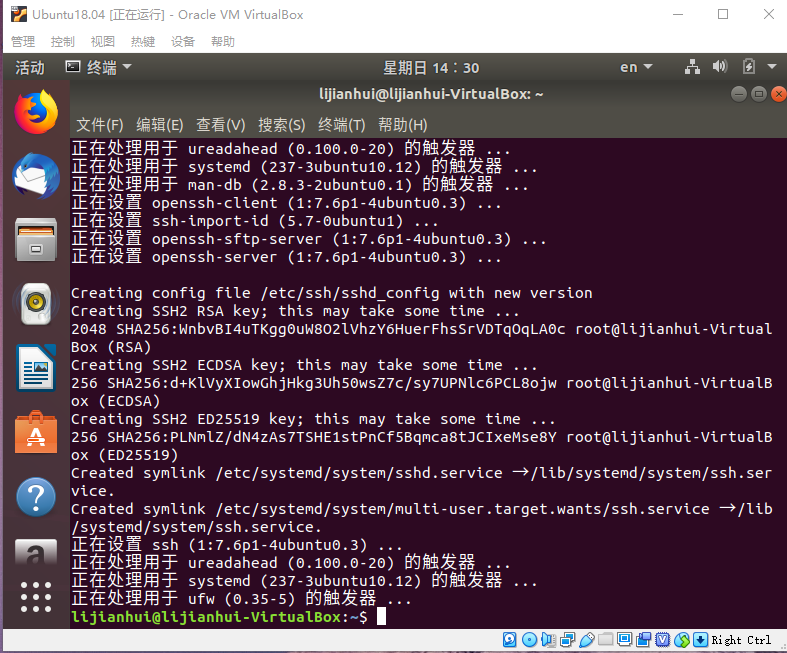 Ubuntu18.04 [正在运行] - Oracle VM VirtualBox
管理 控制 视图 热键 设备 帮助
活动 终端 星期日 14：30 en
lijianhui@lijianhui-VirtualBox: ~
文件(F) 编辑(E) 查看(V) 搜索(S) 终端(T) 帮助(H)
正在处理用于 ureadahead (0.100.0-20) 的触发器 ...
正在处理用于 systemd (237-3ubuntu10.12) 的触发器 ...
正在处理用于 man-db (2.8.3-2ubuntu0.1) 的触发器 ...
正在设置 openssh-client (1:7.6p1-4ubuntu0.3) ...
正在设置 ssh-import-id (5.7-0ubuntu1) ...
正在设置 openssh-sftp-server (1:7.6p1-4ubuntu0.3) ...
正在设置 openssh-server (1:7.6p1-4ubuntu0.3) ...
Creating config file /etc/ssh/sshd_config with new version
Creating SSH2 RSA key; this may take some time ...
2048 SHA256:WnbvBI4uTKgg0uW8O2lVhzY6HuerFhsSrVDTqOqLA0c root@lijianhui-Virtual
Box (RSA)
Creating SSH2 ECDSA key; this may take some time ...
256 SHA256:d+KlVyXIowGhjHkg3Uh50wsZ7c/sy7UPNlc6PCL8ojw root@lijianhui-VirtualB
ox (ECDSA)
Creating SSH2 ED25519 key; this may take some time ...
256 SHA256:PLNmlZ/dN4zAs7TSHE1stPnCf5Bqmca8tJCIxeMse8Y root@lijianhui-VirtualB
ox (ED25519)
Created symlink /etc/systemd/system/sshd.service →/lib/systemd/system/ssh.ser
vice.
Created symlink /etc/systemd/system/multi-user.target.wants/ssh.service →/lib
/systemd/system/ssh.service.
正在设置 ssh (1:7.6p1-4ubuntu0.3) ...
正在处理用于 ureadahead (0.100.0-20) 的触发器 ...
正在处理用于 systemd (237-3ubuntu10.12) 的触发器 ...
正在处理用于 ufw (0.35-5) 的触发器 ...
lijianhui@lijianhui-VirtualBox:~$
Right Ctrl